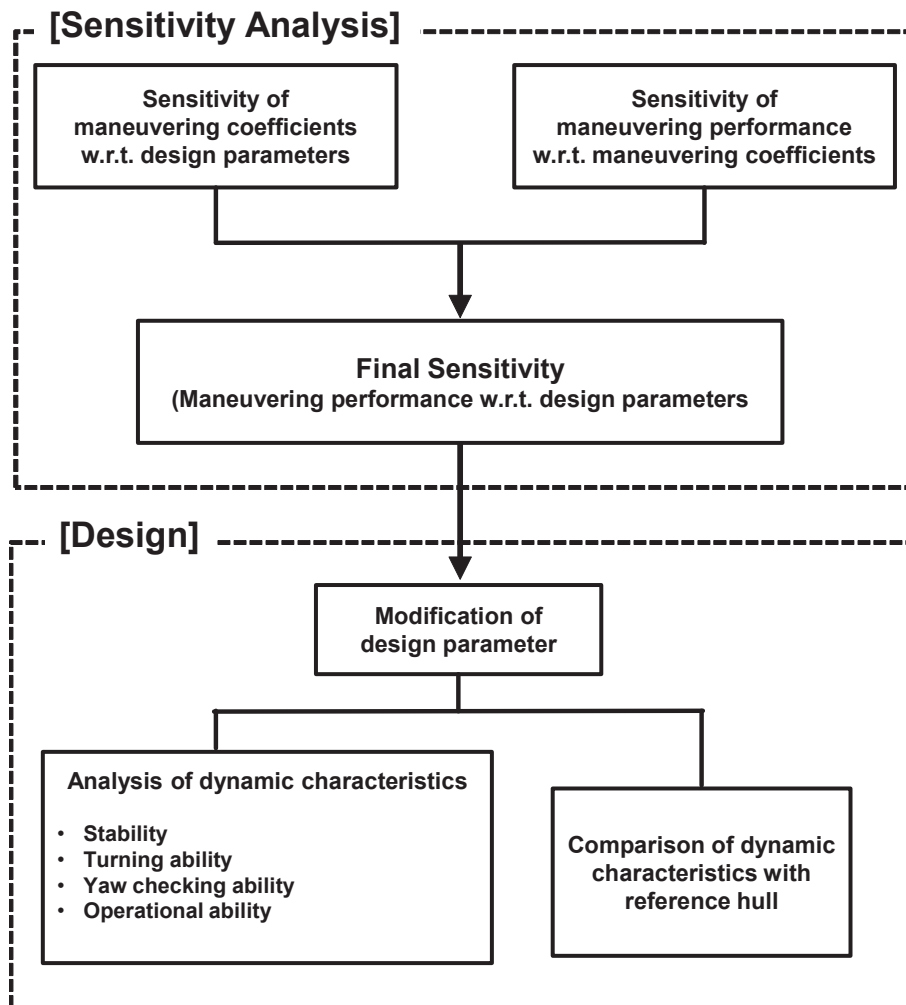 [Sensitivity Analysis]
Sensitivity of
maneuvering coefficients
w.r.t. design parameters
Sensitivity of
maneuvering performance
w.r.t. maneuvering coefficients
Final Sensitivity
(Maneuvering performance w.r.t. design parameters
[Design]
Modification of
design parameter
Analysis of dynamic characteristics
• Stability
• Turning ability
• Yaw checking ability
• Operational ability
Comparison of dynamic
characteristics with
reference hull